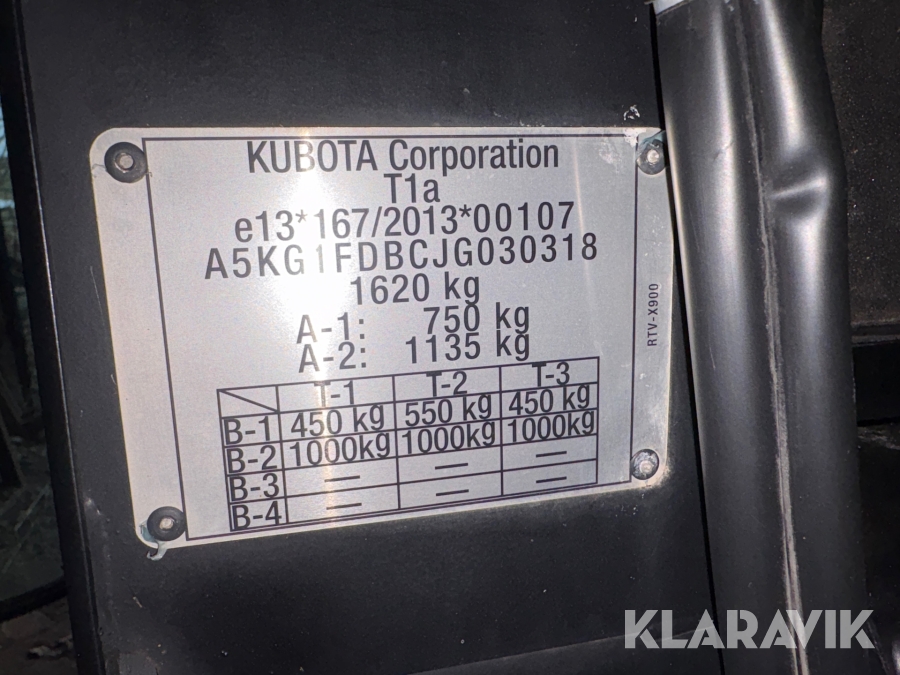 KUBOTA Corporation
T1a
e13*167/2013*00107
A5KG1FDBCJG030318
1620 kg
A-1: 750 kg
A-2: 1135 kg
T-1 T-2 T-3
B-1 450 kg 550 kg 450 kg
B-2 1000kg 1000kg 1000kg
B-3 — — —
B-4 — — —
RTV-X900
KLARAVIK